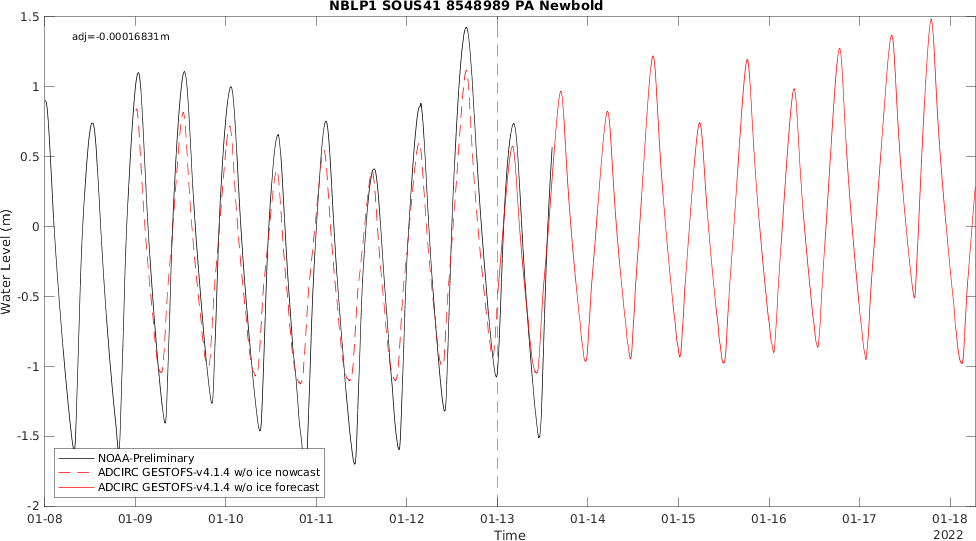 NBLP1 SOUS41 8548989 PA Newbold
adj=-0.00016831m
Water Level (m)
1.5
1
0.5
0
-0.5
-1
-1.5
-2
NOAA-Preliminary
ADCIRC GESTOFS-v4.1.4 w/o ice nowcast
ADCIRC GESTOFS-v4.1.4 w/o ice forecast
01-08 01-09 01-10 01-11 01-12 01-13 01-14 01-15 01-16 01-17 01-18
Time
2022